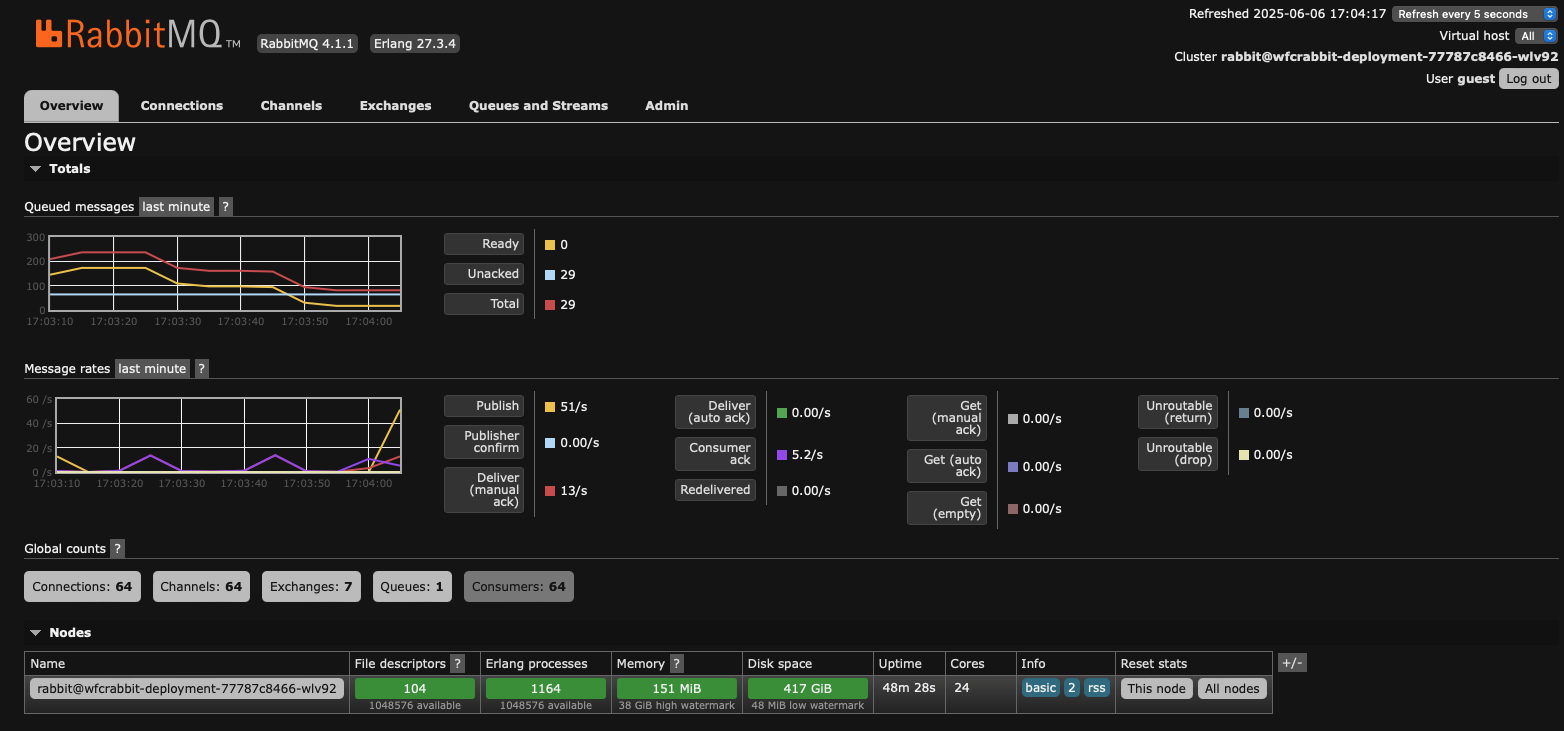 Refreshed 2025-06-06 17:04:17 Refresh every 5 seconds
RabbitMQ TM RabbitMQ 4.1.1 Erlang 27.3.4
Virtual host All
Cluster rabbit@wfcrabbit-deployment-77787c8466-wlv92
User guest Log out
Overview Connections Channels Exchanges Queues and Streams Admin
Overview
Totals
Queued messages last minute ?
300
200
100
0
17:03:10 17:03:20 17:03:30 17:03:40 17:03:50 17:04:00
Ready 0
Unacked 29
Total 29
Message rates last minute ?
60 /s
40 /s
20 /s
0 /s
17:03:10 17:03:20 17:03:30 17:03:40 17:03:50 17:04:00
Publish 51/s
Publisher
confirm 0.00/s
Deliver
(manual
ack) 13/s
Deliver
(auto ack) 0.00/s
Consumer
ack 5.2/s
Redelivered 0.00/s
Get
(manual
ack) 0.00/s
Get (auto
ack) 0.00/s
Get
(empty) 0.00/s
Unroutable
(return) 0.00/s
Unroutable
(drop) 0.00/s
Global counts ?
Connections: 64 Channels: 64 Exchanges: 7 Queues: 1 Consumers: 64
Nodes
Name File descriptors ? Erlang processes Memory ? Disk space Uptime Cores Info Reset stats +/-
rabbit@wfcrabbit-deployment-77787c8466-wlv92 104 1164 151 MiB 417 GiB 48m 28s 24 basic 2 rss This node All nodes
1048576 available 1048576 available 38 GiB high watermark 48 MiB low watermark